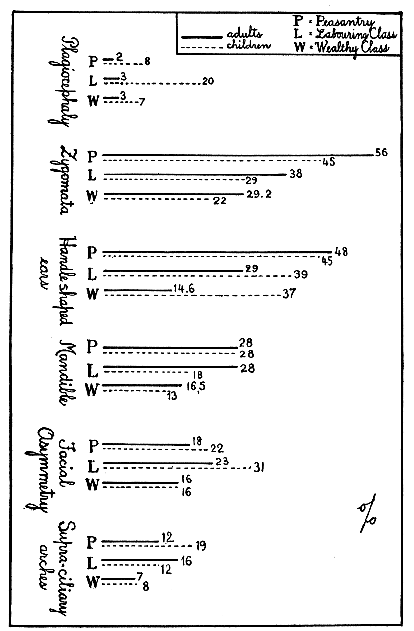 adults
children
P = Peasantry
L = Labouring Class
W = Wealthy Class
Plagiocephaly
P 2 8
L 3 20
W 3 7
Zygomata
P 56 45
L 38 29
W 29.2 22
Handle shaped
ears
P 48 45
L 29 39
W 14.6 37
Mandible
P 28 28
L 28 18
W 16,5 13
Facial
Asymmetry
P 18 22
L 23 31
W 16 16
Supra-ciliary
arches
P 12 19
L 16 12
W 7 8
%